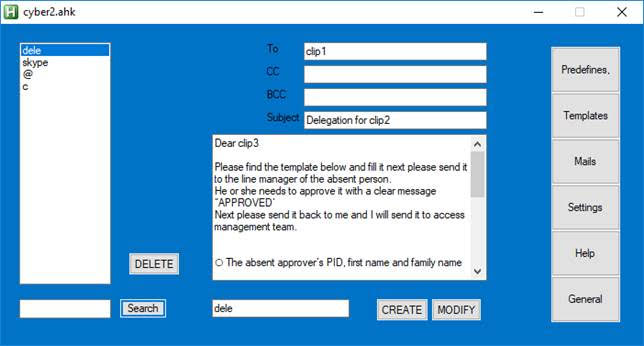 cyber2.ahk
dele
skype
@
c
To
clip1
CC
BCC
Subject
Delegation for clip2
Dear clip3
Please find the template below and fill it next please send it
to the line manager of the absent person.
He or she needs to approve it with a clear message
“APPROVED’
Next please send it back to me and I will send it to access
management team.
The absent approver's PID, first name and family name
DELETE
Search
dele
CREATE
MODIFY
Predefines,
Templates
Mails
Settings
Help
General